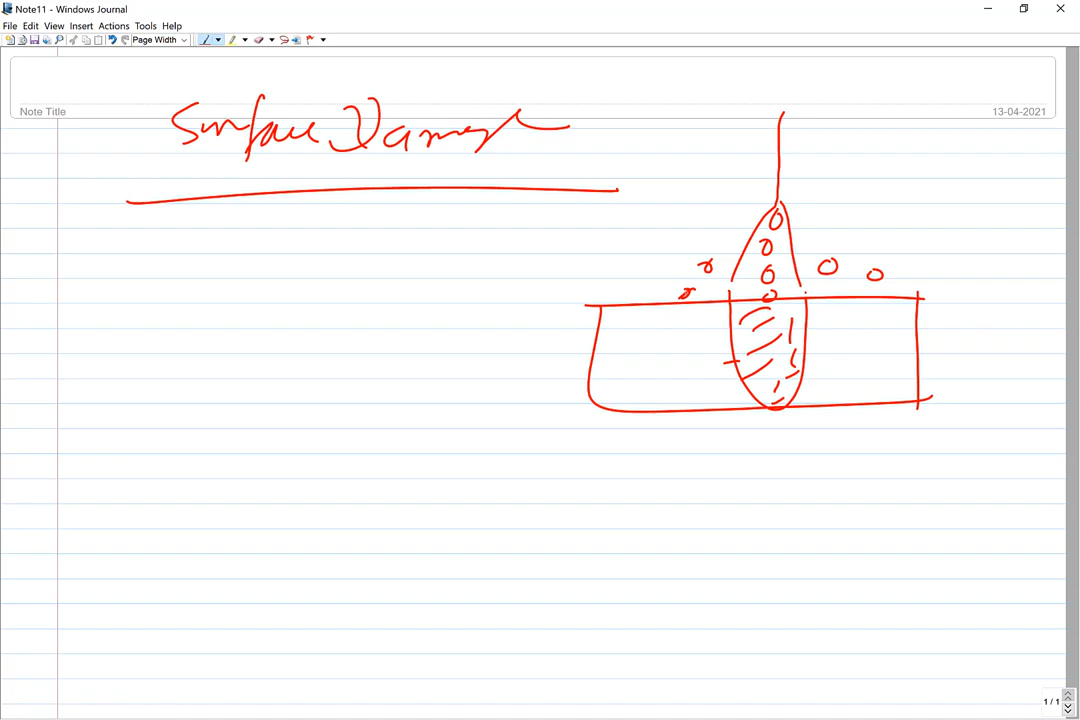 Note11 - Windows Journal
File Edit View Insert Actions Tools Help
Page Width
Note Title
13-04-2021
Surface Damage
1 / 1